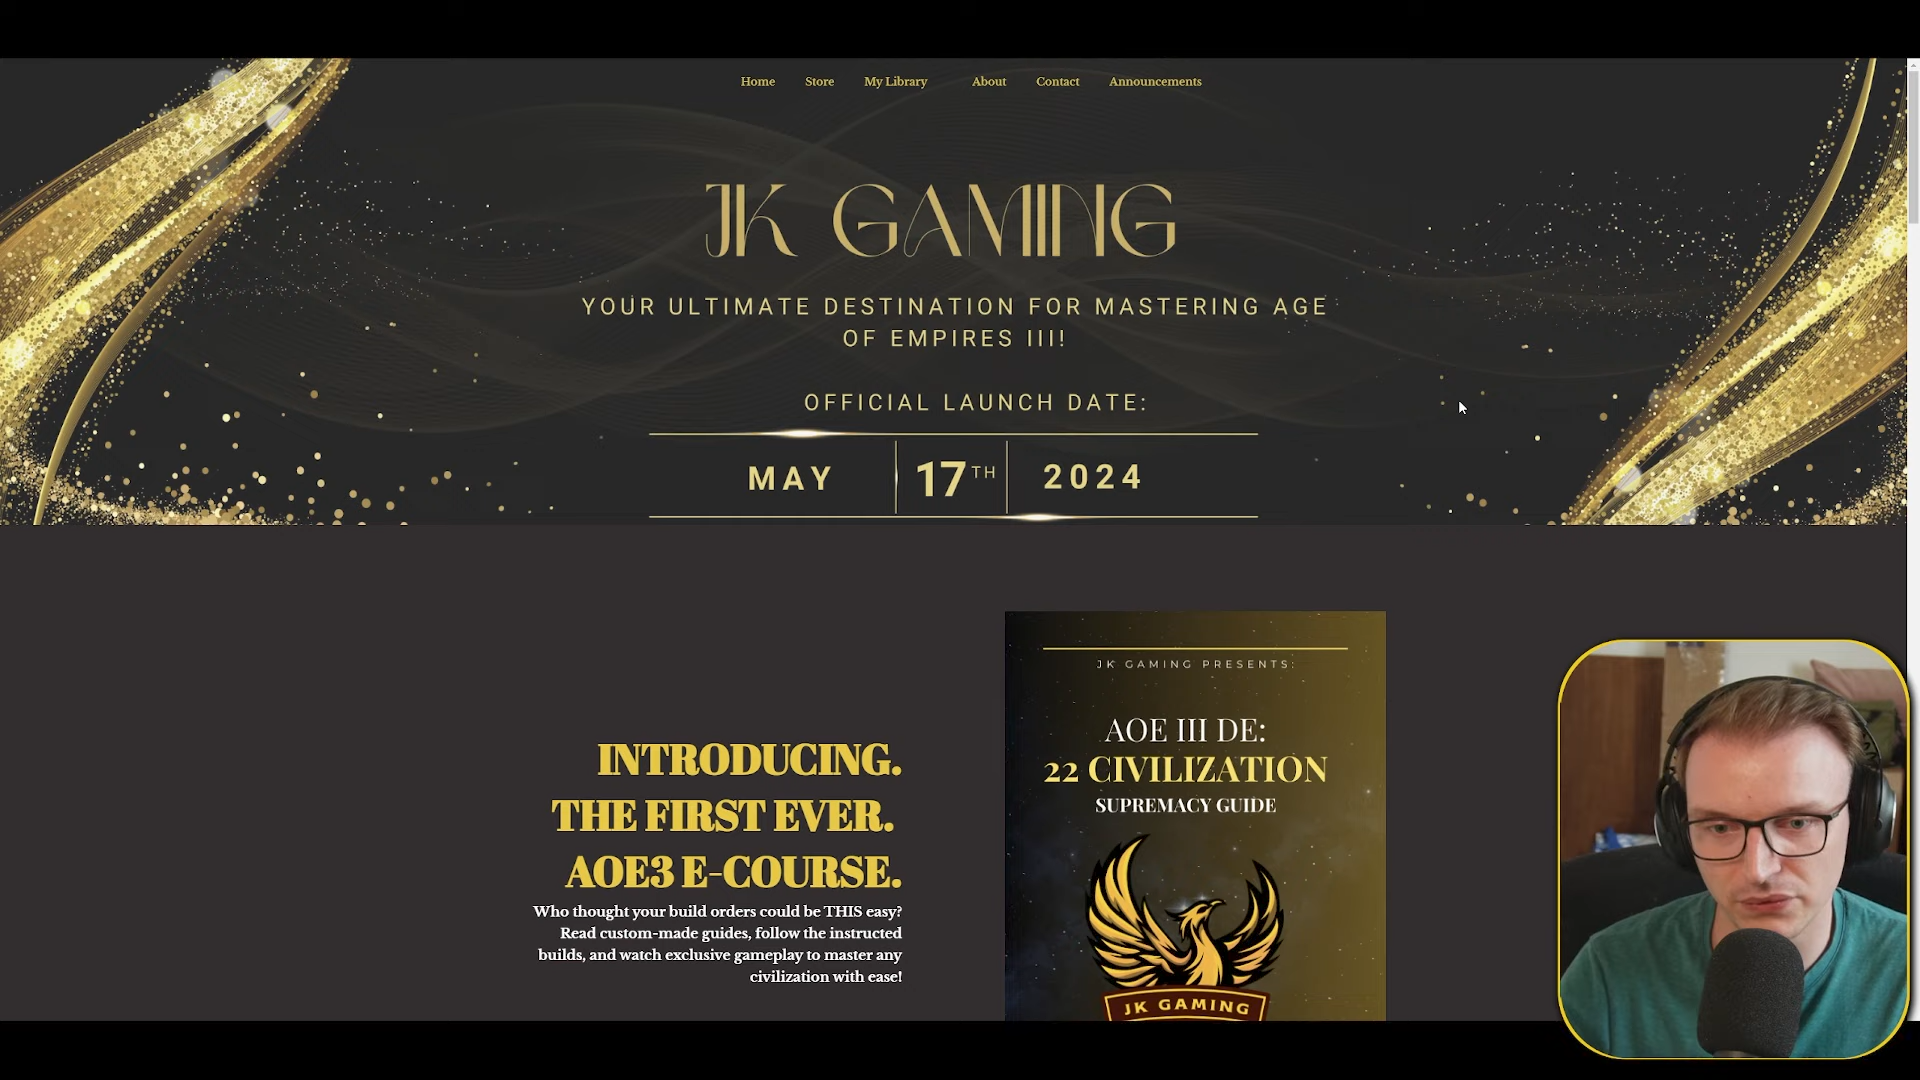 Home Store My Library About Contact Announcements
JK GAMING
YOUR ULTIMATE DESTINATION FOR MASTERING AGE
OF EMPIRES III!
OFFICIAL LAUNCH DATE:
MAY 17TH 2024
INTRODUCING.
THE FIRST EVER.
AOE3 E-COURSE.
Who thought your build orders could be THIS easy?
Read custom-made guides, follow the instructed
builds, and watch exclusive gameplay to master any
civilization with ease!
JK GAMING PRESENTS:
AOE III DE:
22 CIVILIZATION
SUPREMACY GUIDE
JK GAMING